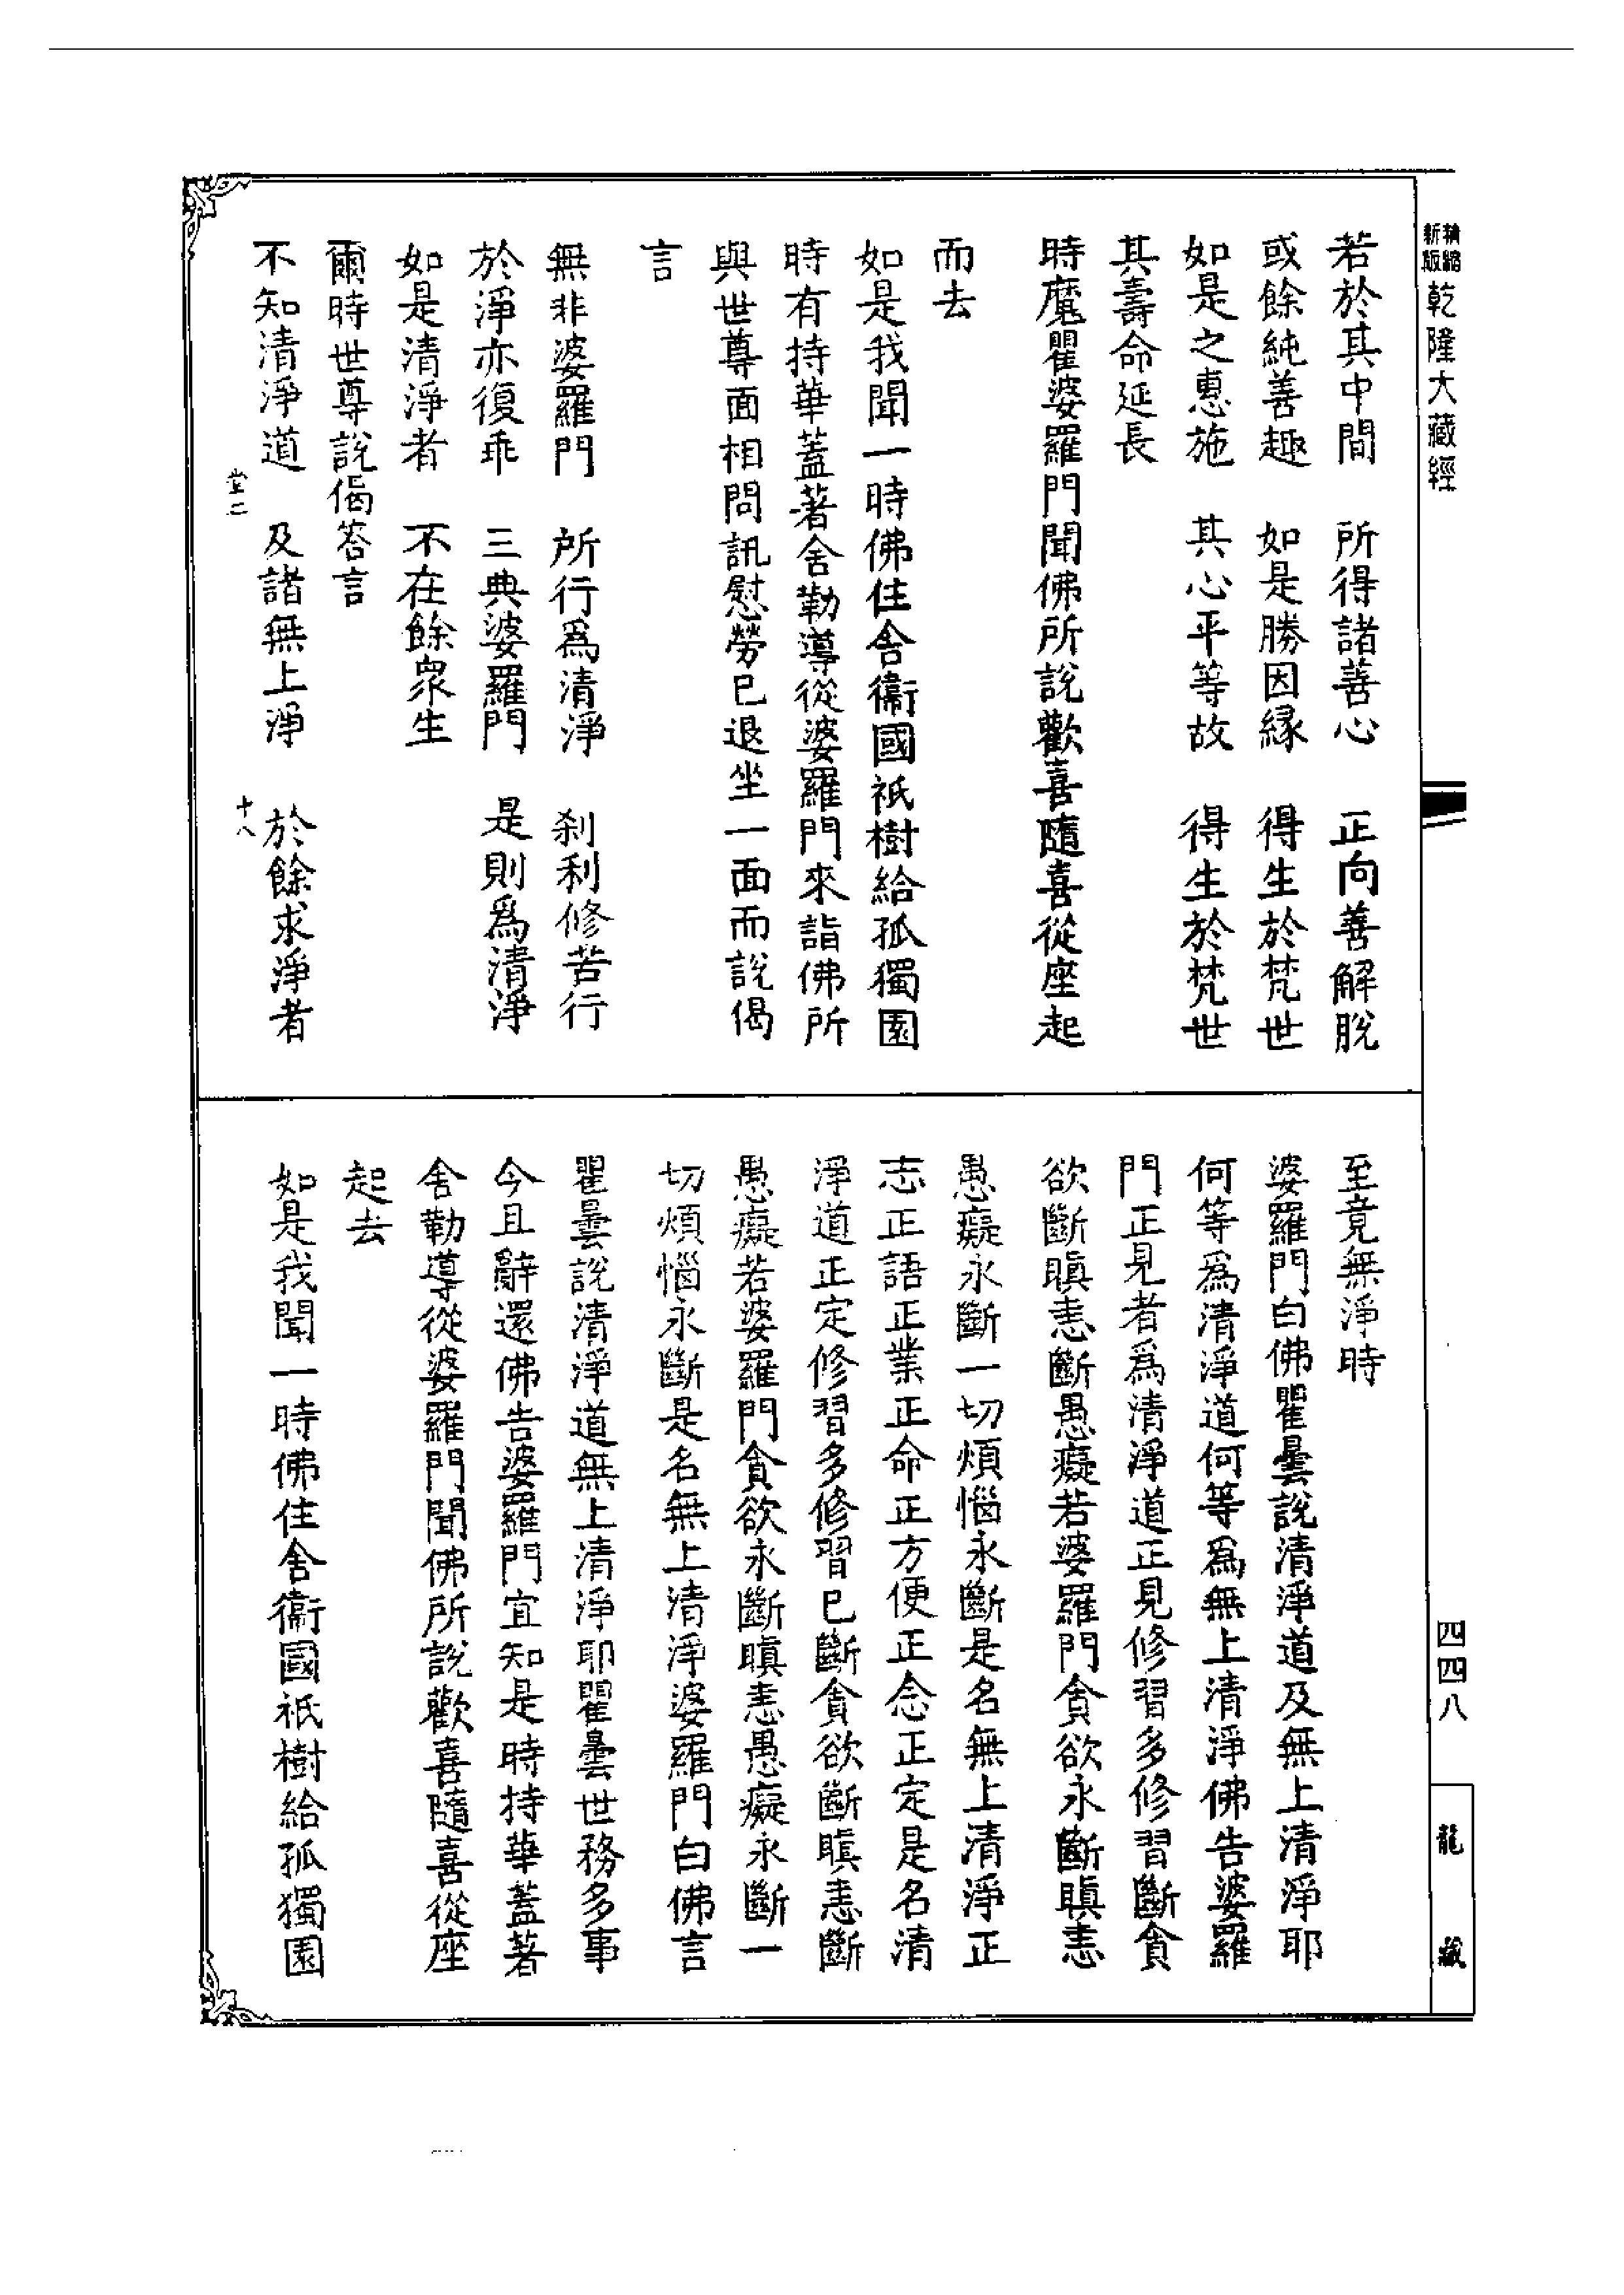 新版精縮乾隆大藏經
若於其中間　所得諸善心　正向善解脫
或餘純善趣　如是勝因緣　得生於梵世
如是之惠施　其心平等故　得生於梵世
其壽命延長
時魔瞿婆羅門聞佛所說歡喜隨喜從座起
而去
如是我聞一時佛住舍衞國祇樹給孤獨園
時有持華蓋著舍勒導從婆羅門來詣佛所
與世尊面相問訊慰勞已退坐一面而說偈
言
無非婆羅門　所行爲清淨　刹利修苦行
於淨亦復乖　三典婆羅門　是則爲清淨
如是清淨者　不在餘衆生
爾時世尊說偈答言
不知清淨道　及諸無上淨　於餘求淨者
堂二　十八
至竟無淨時
婆羅門白佛瞿曇說清淨道及無上清淨耶
何等爲清淨道何等爲無上清淨佛告婆羅
門正見者爲清淨道正見修習多修習斷貪
欲斷瞋恚斷愚癡若婆羅門貪欲永斷瞋恚
愚癡永斷一切煩惱永斷是名無上清淨正
志正語正業正命正方便正念正定是名清
淨道正定修習多修習已斷貪欲斷瞋恚斷
愚癡若婆羅門貪欲永斷瞋恚愚癡永斷一
切煩惱永斷是名無上清淨婆羅門白佛言
瞿曇說清淨道無上清淨耶瞿曇世務多事
今且辭還佛告婆羅門宜知是時持華蓋著
舍勒導從婆羅門聞佛所說歡喜隨喜從座
起去
如是我聞一時佛住舍衞國祇樹給孤獨園
四四八
龍藏